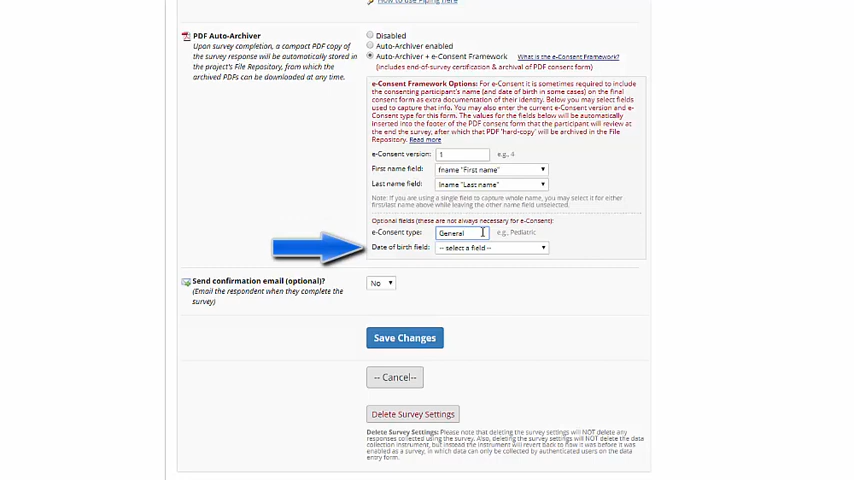 How to use Piping here
PDF Auto-Archiver
Upon survey completion, a compact PDF copy of
the survey response will be automatically stored in
the project's File Repository, from which the
archived PDFs can be downloaded at any time.
Disabled
Auto-Archiver enabled
Auto-Archiver + e-Consent Framework What is the e-Consent Framework?
(includes end-of-survey certification & archival of PDF consent form)
e-Consent Framework Options: For e-Consent it is sometimes required to include
the consenting participant's name (and date of birth in some cases) on the final
consent form as extra documentation of their identity. Below you may select fields
used to capture that info. You may also enter the current e-Consent version and e-
Consent type for this form. The values for the fields below will be automatically
inserted into the footer of the PDF consent form that the participant will review at
the end the survey, after which that PDF 'hard-copy' will be archived in the File
Repository. Read more
e-Consent version: 1 e.g., 4
First name field: fname "First name"
Last name field: lname "Last name"
Note: If you are using a single field to capture whole name, you may select it for either
first/last name above while leaving the other name field unselected.
Optional fields (these are not always necessary for e-Consent):
e-Consent type: General e.g., Pediatric
Date of birth field: -- select a field --
Send confirmation email (optional)?
(Email the respondent when they complete the
survey)
No
Save Changes
-- Cancel--
Delete Survey Settings
Delete Survey Settings: Please note that deleting the survey settings will NOT delete any
responses collected using the survey. Also, deleting the survey settings will NOT delete the data
collection instrument, but instead the instrument will revert back to how it was before it was
enabled as a survey, in which data can only be collected by authenticated users on the data
entry form.